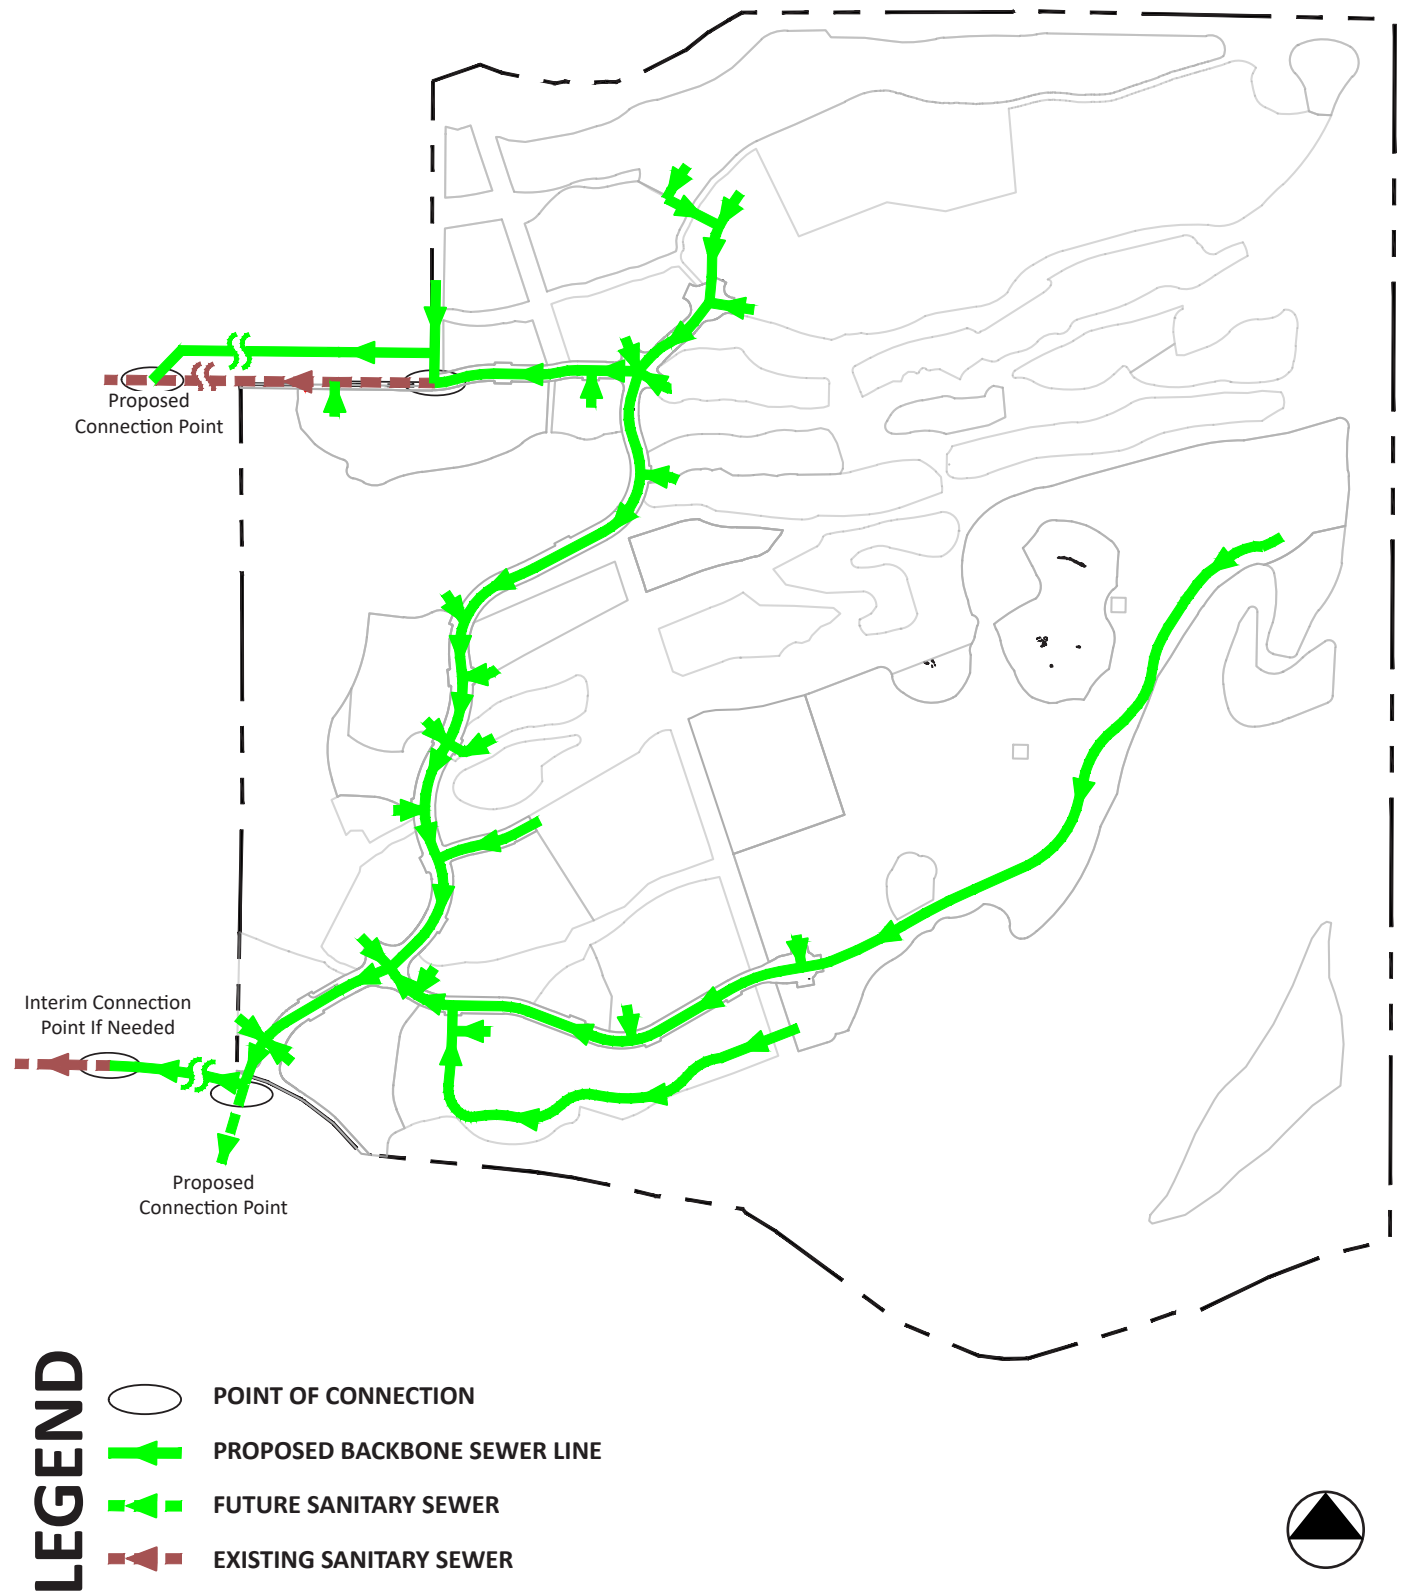 Proposed
Connection Point
Interim Connection
Point If Needed
Proposed
Connection Point
LEGEND
POINT OF CONNECTION
PROPOSED BACKBONE SEWER LINE
FUTURE SANITARY SEWER
EXISTING SANITARY SEWER